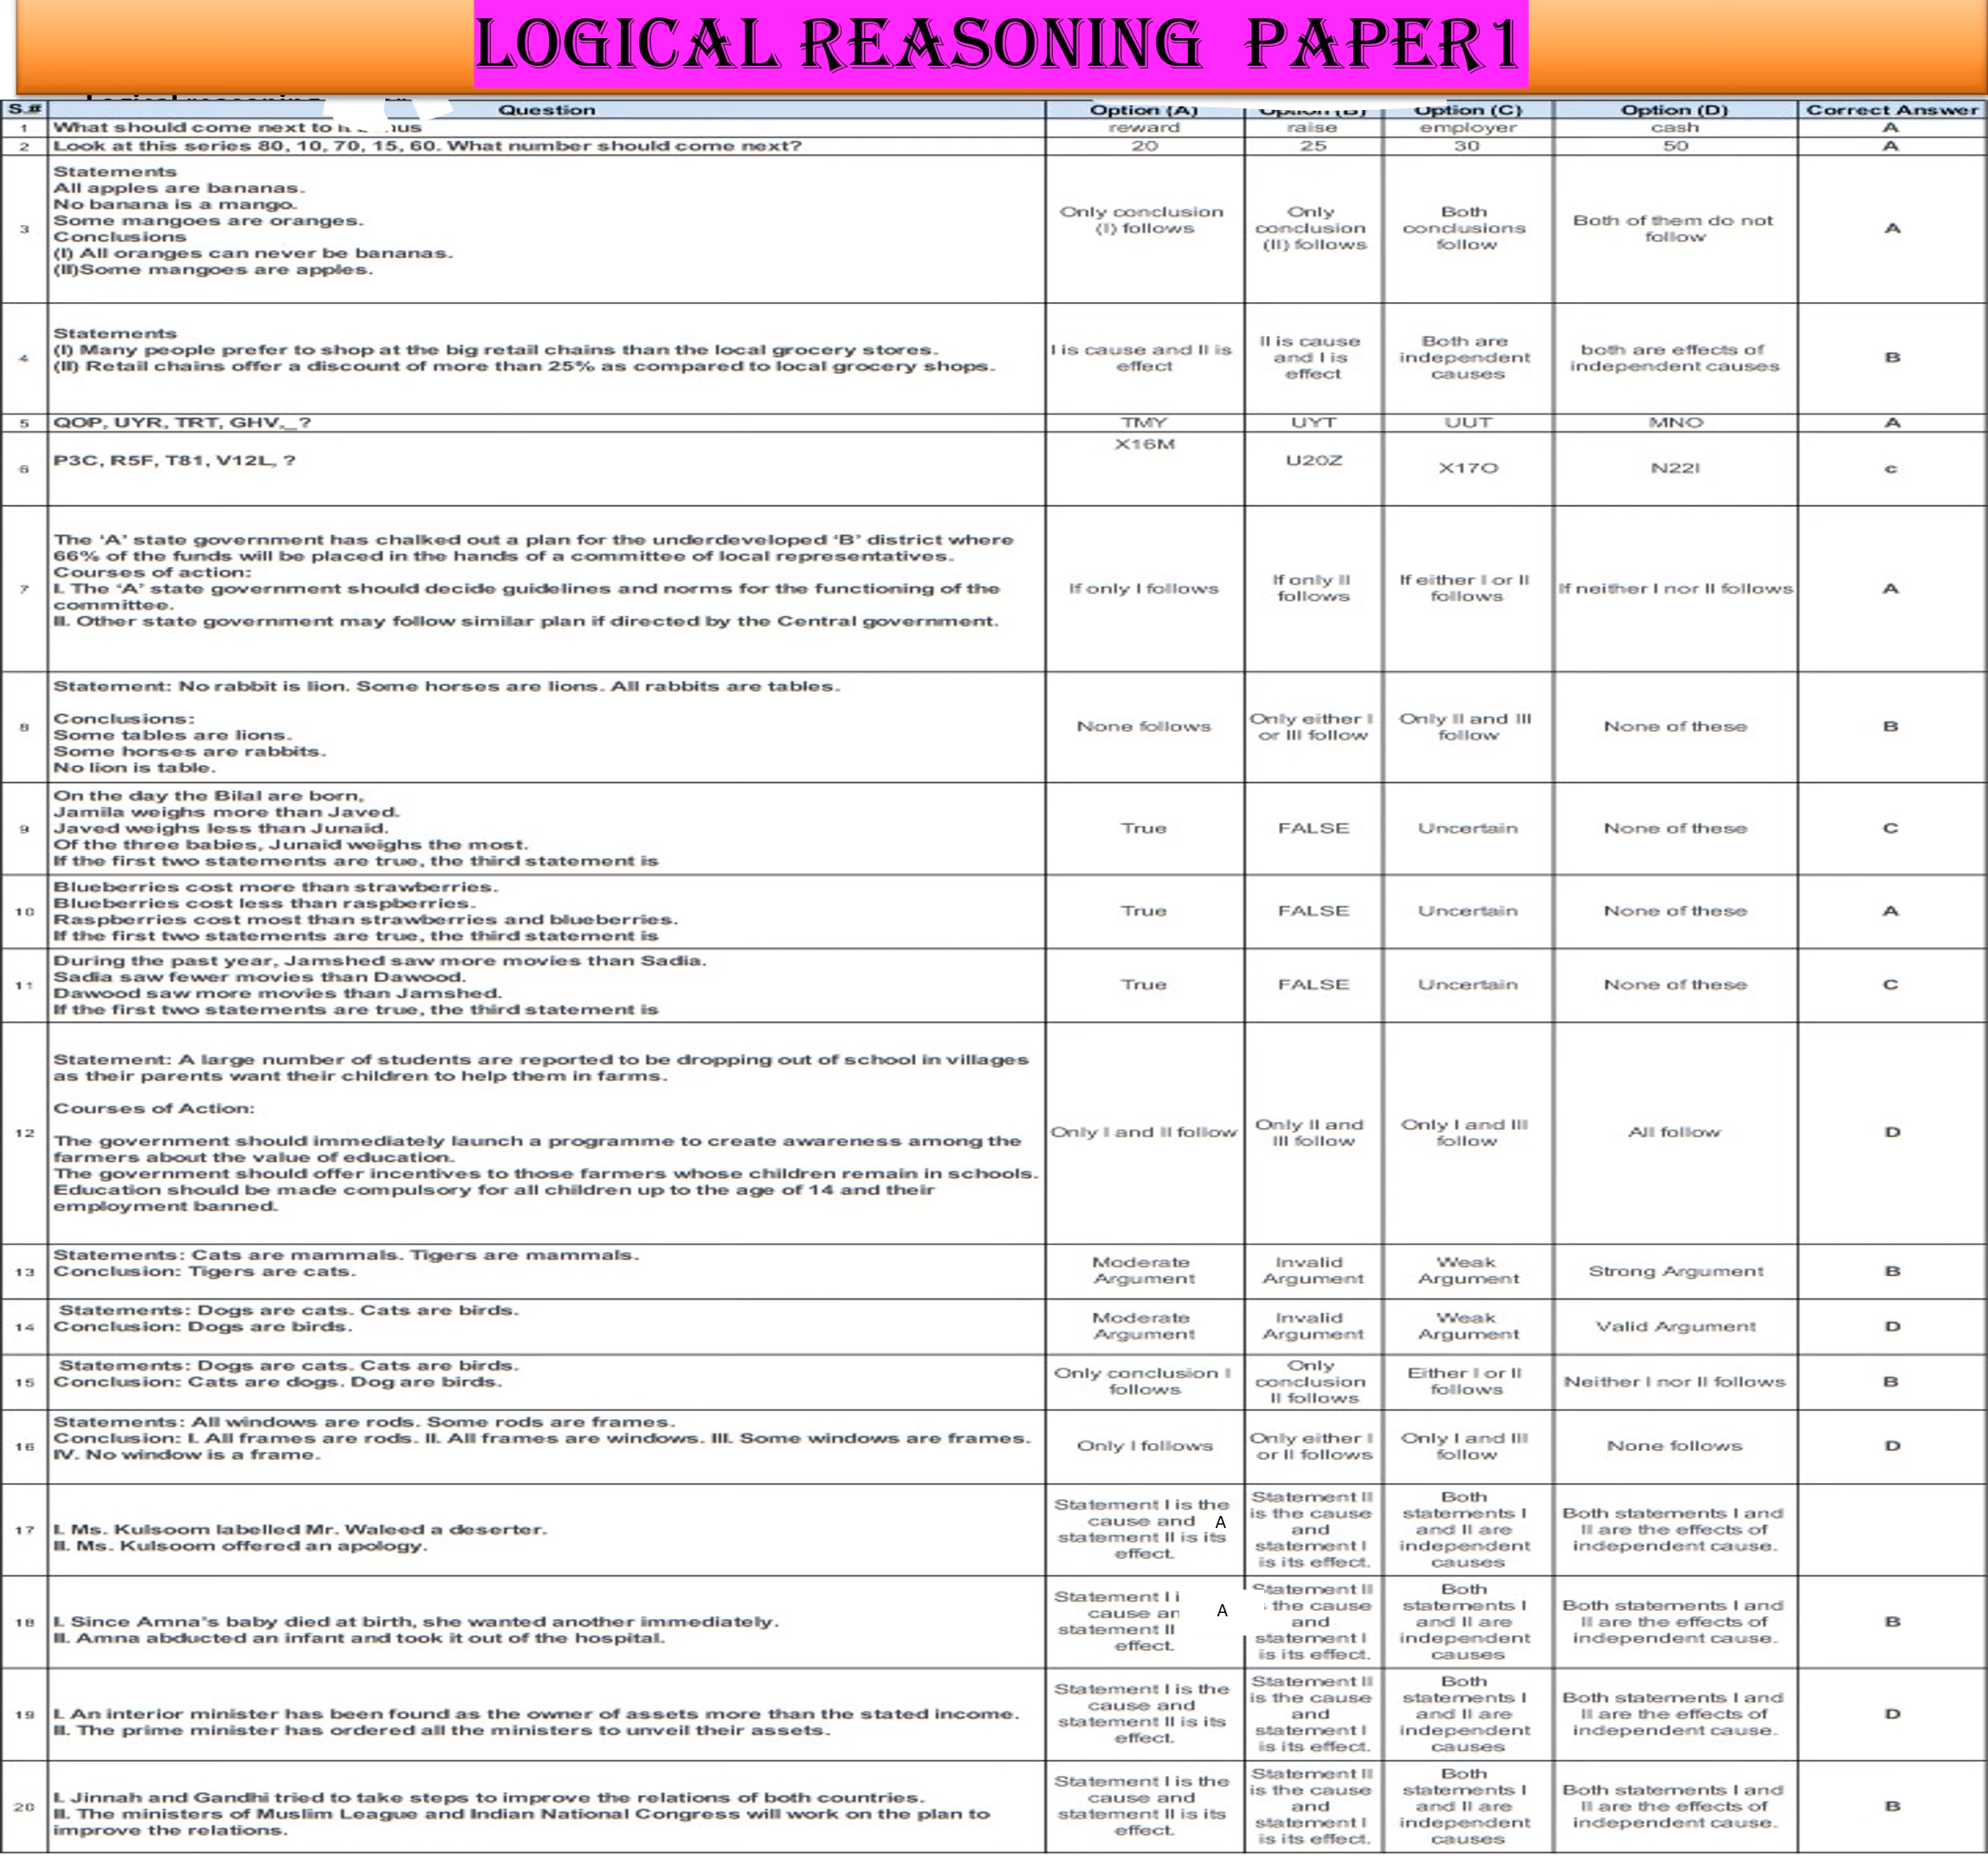 LOGICAL REASONING PAPER1
S.# Question Option (A) Option (C) Option (D) Correct Answer
1 What should come next to reward raise employer cash A
2 Look at this series 80, 10, 70, 15, 60. What number should come next? 20 25 30 50 A
3
Statements
All apples are bananas.
No banana is a mango.
Some mangoes are oranges.
Conclusions
(I) All oranges can never be bananas.
(II)Some mangoes are apples.
Only conclusion
(I) follows
Only
conclusion
(II) follows
Both
conclusions
follow
Both of them do not
follow
A
4
Statements
(I) Many people prefer to shop at the big retail chains than the local grocery stores.
(II) Retail chains offer a discount of more than 25% as compared to local grocery shops.
I is cause and II is
effect
II is cause
and I is
effect
Both are
independent
causes
both are effects of
independent causes
B
5 QOP, UYR, TRT, GHV,_? TMY UYT UUT MNO A
6 P3C, R5F, T81, V12L, ? X16M U20Z X17O N22I c
7
The ‘A’ state government has chalked out a plan for the underdeveloped ‘B’ district where
66% of the funds will be placed in the hands of a committee of local representatives.
Courses of action:
I. The ‘A’ state government should decide guidelines and norms for the functioning of the
committee.
II. Other state government may follow similar plan if directed by the Central government.
If only I follows
If only II
follows
If either I or II
follows
If neither I nor II follows
A
8
Statement: No rabbit is lion. Some horses are lions. All rabbits are tables.
Conclusions:
Some tables are lions.
Some horses are rabbits.
No lion is table.
None follows
Only either I
or III follow
Only II and III
follow
None of these
B
9
On the day the Bilal are born,
Jamila weighs more than Javed.
Javed weighs less than Junaid.
Of the three babies, Junaid weighs the most.
If the first two statements are true, the third statement is
True FALSE Uncertain None of these C
10
Blueberries cost more than strawberries.
Blueberries cost less than raspberries.
Raspberries cost most than strawberries and blueberries.
If the first two statements are true, the third statement is
True FALSE Uncertain None of these A
11
During the past year, Jamshed saw more movies than Sadia.
Sadia saw fewer movies than Dawood.
Dawood saw more movies than Jamshed.
If the first two statements are true, the third statement is
True FALSE Uncertain None of these C
12
Statement: A large number of students are reported to be dropping out of school in villages
as their parents want their children to help them in farms.
Courses of Action:
The government should immediately launch a programme to create awareness among the
farmers about the value of education.
The government should offer incentives to those farmers whose children remain in schools.
Education should be made compulsory for all children up to the age of 14 and their
employment banned.
Only I and II follow
Only II and
III follow
Only I and III
follow
All follow
D
13
Statements: Cats are mammals. Tigers are mammals.
Conclusion: Tigers are cats.
Moderate
Argument
Invalid
Argument
Weak
Argument
Strong Argument
B
14
Statements: Dogs are cats. Cats are birds.
Conclusion: Dogs are birds.
Moderate
Argument
Invalid
Argument
Weak
Argument
Valid Argument
D
15
Statements: Dogs are cats. Cats are birds.
Conclusion: Cats are dogs. Dog are birds.
Only conclusion I
follows
Only
conclusion
II follows
Either I or II
follows
Neither I nor II follows
B
16
Statements: All windows are rods. Some rods are frames.
Conclusion: I. All frames are rods. II. All frames are windows. III. Some windows are frames.
IV. No window is a frame.
Only I follows
Only either I
or II follows
Only I and III
follow
None follows
D
17
I. Ms. Kulsoom labelled Mr. Waleed a deserter.
II. Ms. Kulsoom offered an apology.
Statement I is the
cause and A
statement II is its
effect.
Statement II
is the cause
and
statement I
is its effect.
Both
statements I
and II are
independent
causes
Both statements I and
II are the effects of
independent cause.
18
I. Since Amna's baby died at birth, she wanted another immediately.
II. Amna abducted an infant and took it out of the hospital.
Statement I
cause A
statement II
effect.
Statement II
the cause
and
statement I
is its effect.
Both
statements I
and II are
independent
causes
Both statements I and
II are the effects of
independent cause.
B
19
I. An interior minister has been found as the owner of assets more than the stated income.
II. The prime minister has ordered all the ministers to unveil their assets.
Statement I is the
cause and
statement II is its
effect.
Statement II
is the cause
and
statement I
is its effect.
Both
statements I
and II are
independent
causes
Both statements I and
II are the effects of
independent cause.
D
20
I. Jinnah and Gandhi tried to take steps to improve the relations of both countries.
II. The ministers of Muslim League and Indian National Congress will work on the plan to
improve the relations.
Statement I is the
cause and
statement II is its
effect.
Statement II
is the cause
and
statement I
is its effect.
Both
statements I
and II are
independent
causes
Both statements I and
II are the effects of
independent cause.
B